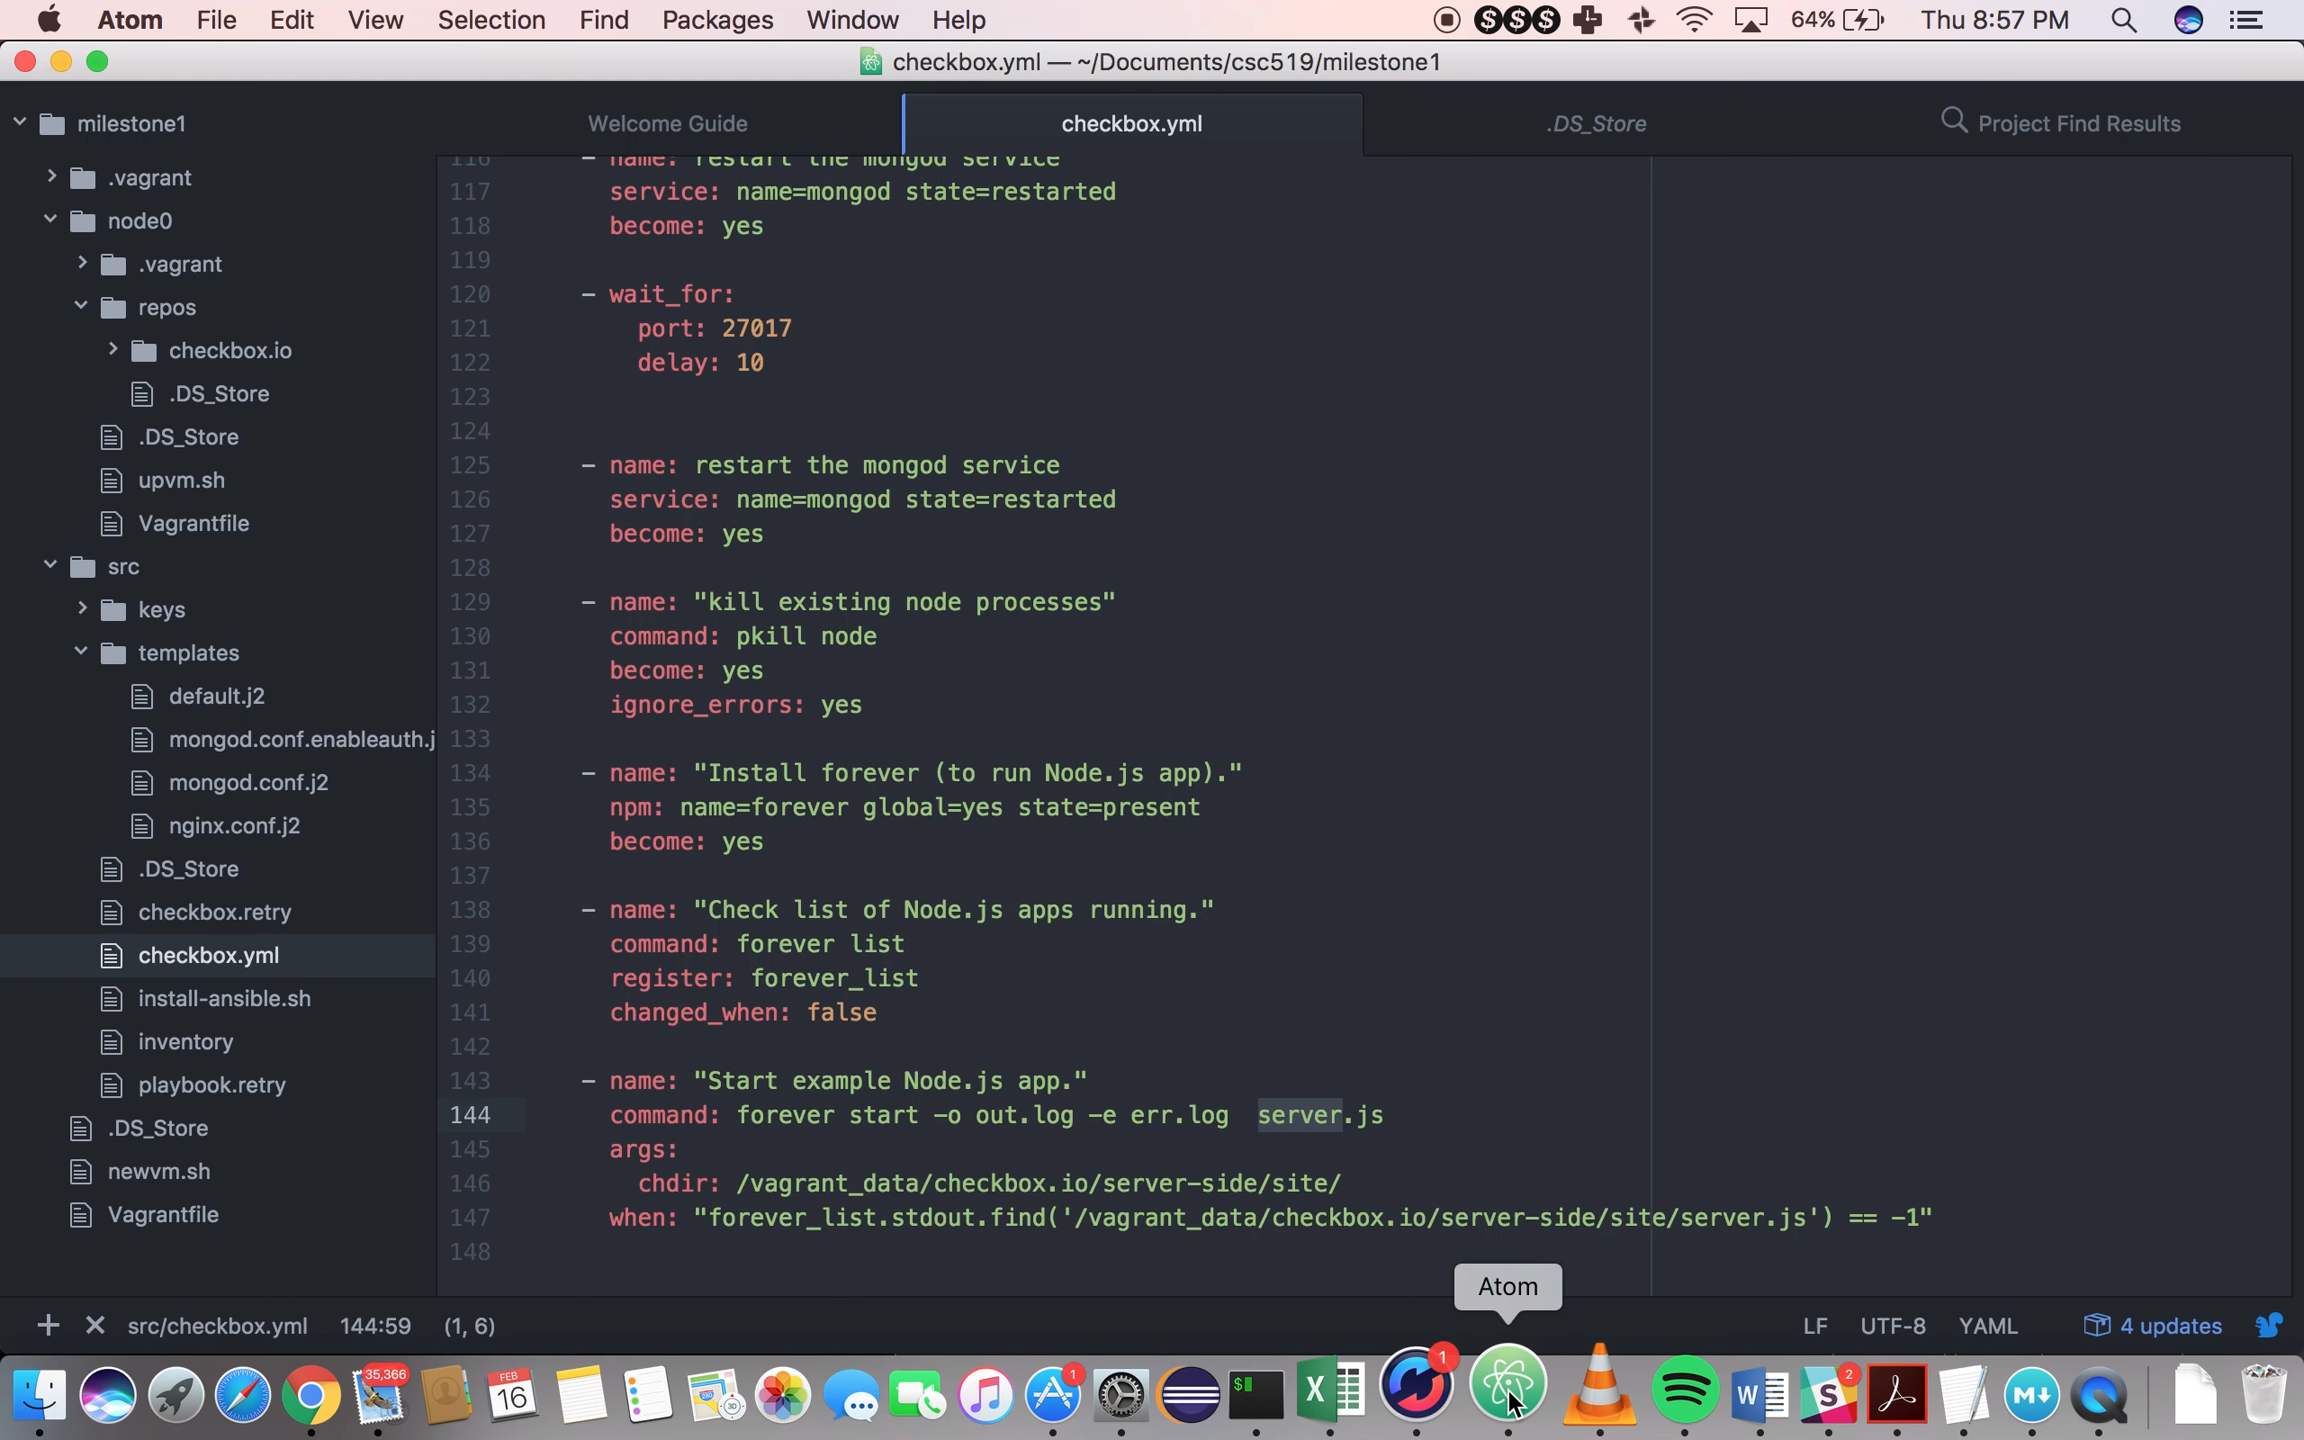 Atom File Edit View Selection Find Packages Window Help 64% Thu 8:57 PM
checkbox.yml — ~/Documents/csc519/milestone1
milestone1
.vagrant
node0
.vagrant
repos
checkbox.io
.DS_Store
.DS_Store
upvm.sh
Vagrantfile
src
keys
templates
default.j2
mongod.conf.enableauth.j
mongod.conf.j2
nginx.conf.j2
.DS_Store
checkbox.retry
checkbox.yml
install-ansible.sh
inventory
playbook.retry
.DS_Store
newvm.sh
Vagrantfile
Welcome Guide checkbox.yml .DS_Store Project Find Results
116 - name: restart the mongod service
117 service: name=mongod state=restarted
118 become: yes
119
120 - wait_for:
121 port: 27017
122 delay: 10
123
124
125 - name: restart the mongod service
126 service: name=mongod state=restarted
127 become: yes
128
129 - name: "kill existing node processes"
130 command: pkill node
131 become: yes
132 ignore_errors: yes
133
134 - name: "Install forever (to run Node.js app)."
135 npm: name=forever global=yes state=present
136 become: yes
137
138 - name: "Check list of Node.js apps running."
139 command: forever list
140 register: forever_list
141 changed_when: false
142
143 - name: "Start example Node.js app."
144 command: forever start -o out.log -e err.log  server.js
145 args:
146 chdir: /vagrant_data/checkbox.io/server-side/site/
147 when: "forever_list.stdout.find('/vagrant_data/checkbox.io/server-side/site/server.js') == -1"
148
Atom
src/checkbox.yml 144:59 (1, 6) LF UTF-8 YAML 4 updates
35,366 FEB 16 1 1 2